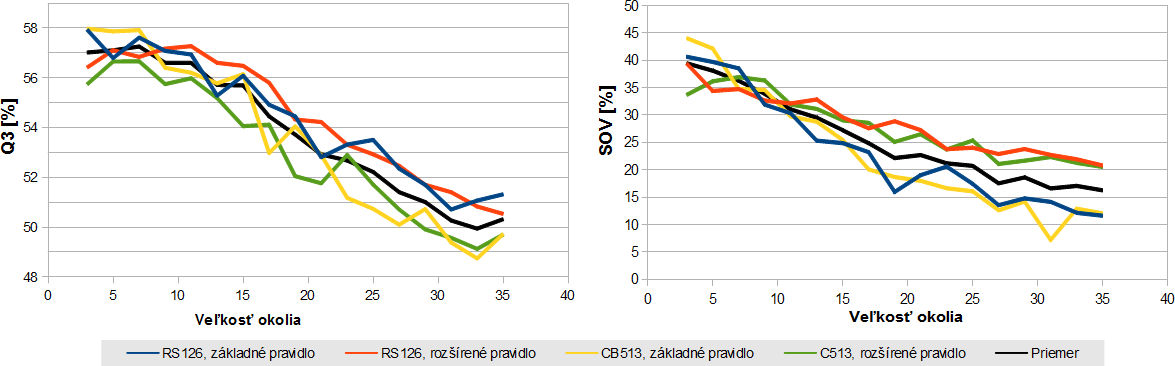 58
56
54
52
50
48
Q3 [%]
0 5 10 15 20 25 30 35 40
Veľkosť okolia
50
45
40
35
30
25
20
15
10
5
0
SOV [%]
0 5 10 15 20 25 30 35 40
Veľkosť okolia
RS126, základné pravidlo RS126, rozšírené pravidlo CB513, základné pravidlo C513, rozšírené pravidlo Priemer